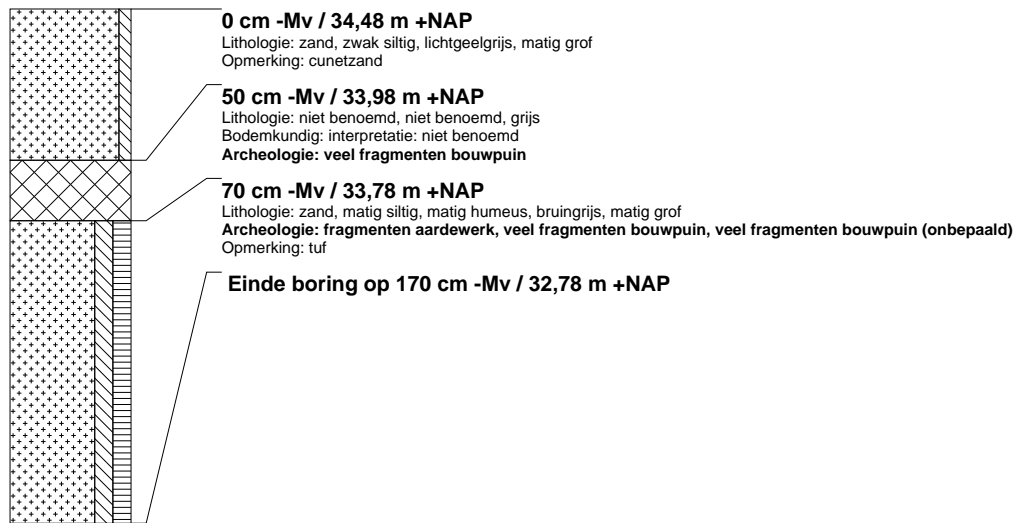 0 cm -Mv / 34,48 m +NAP
Lithologie: zand, zwak siltig, lichtgeelgrijs, matig grof
Opmerking: cunetzand
50 cm -Mv / 33,98 m +NAP
Lithologie: niet benoemd, niet benoemd, grijs
Bodemkundig: interpretatie: niet benoemd
Archeologie: veel fragmenten bouwpuin
70 cm -Mv / 33,78 m +NAP
Lithologie: zand, matig siltig, matig humeus, bruingrijs, matig grof
Archeologie: fragmenten aardewerk, veel fragmenten bouwpuin, veel fragmenten bouwpuin (onbepaald)
Opmerking: tuf
Einde boring op 170 cm -Mv / 32,78 m +NAP